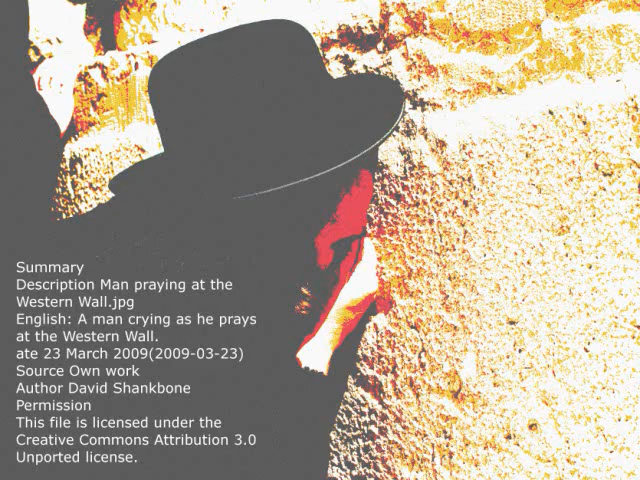 Summary
Description Man praying at the
Western Wall.jpg
English: A man crying as he prays
at the Western Wall.
ate 23 March 2009(2009-03-23)
Source Own work
Author David Shankbone
Permission
This file is licensed under the
Creative Commons Attribution 3.0
Unported license.